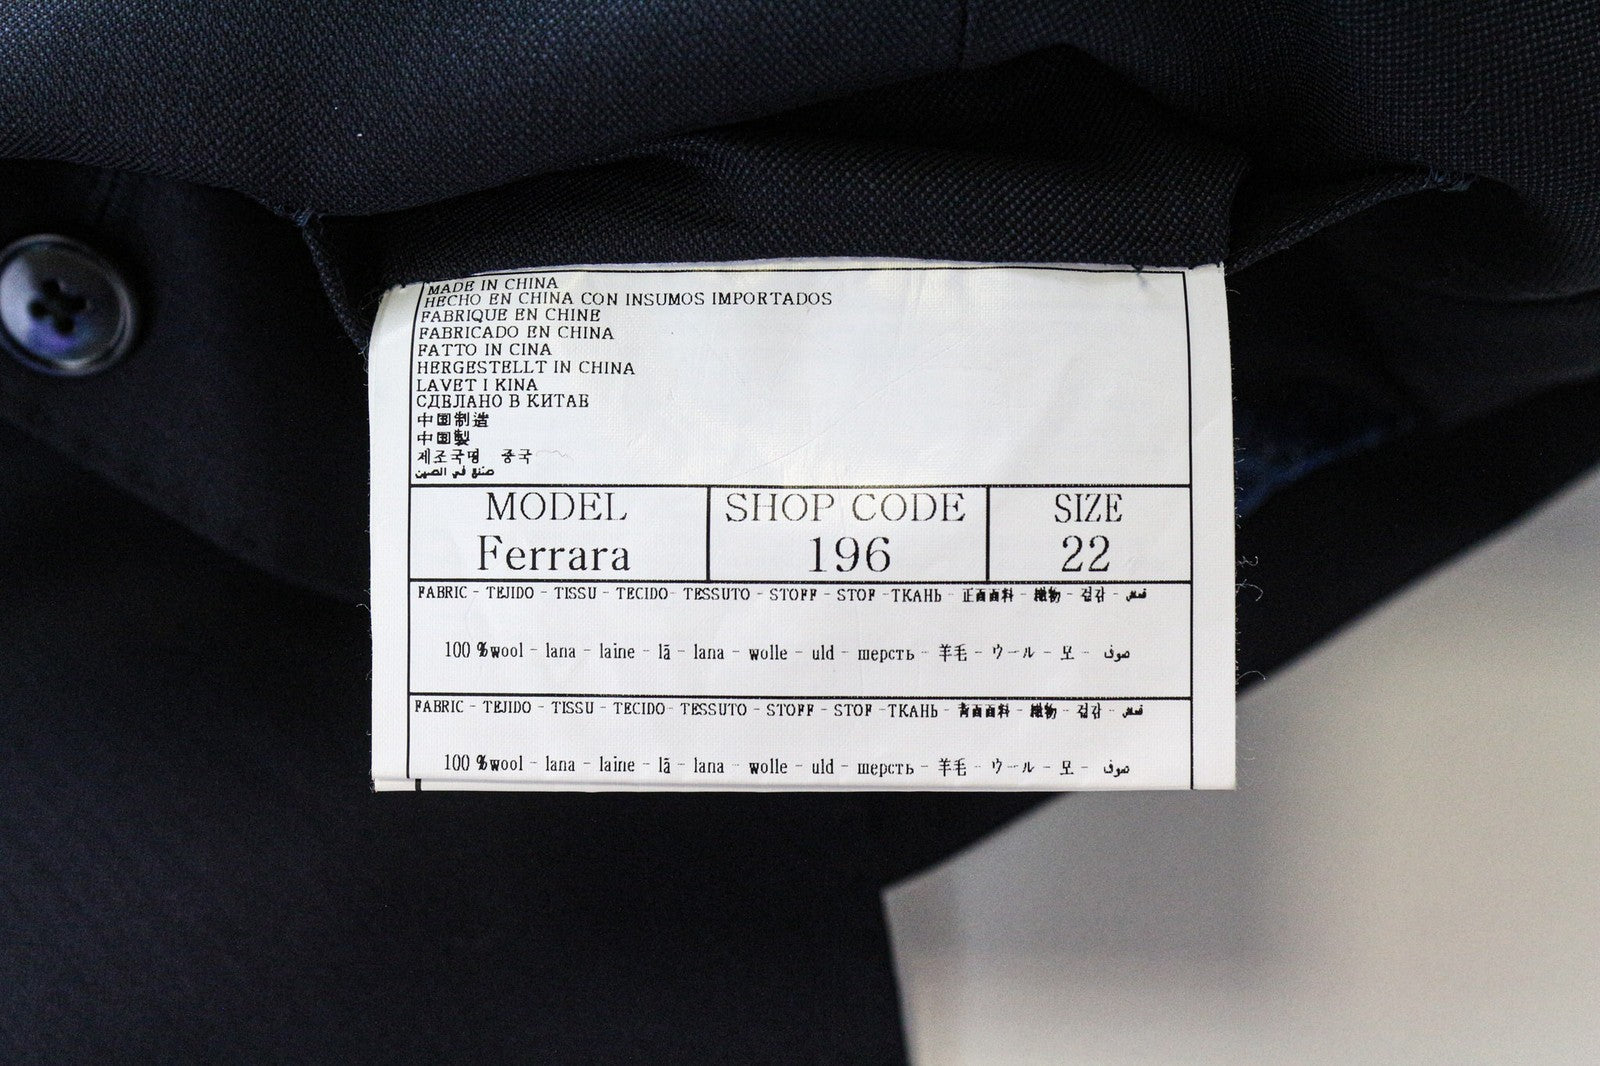 MADE IN CHINA
HECHO EN CHINA CON INSUMOS IMPORTADOS
FABRIQUE EN CHINE
FABRICADO EN CHINA
FATTO IN CINA
HERGESTELLT IN CHINA
LAVET I KINA
СДЕЛАНО В КИТАЕ
中国制造
中国製
제조국명 중국
صنع في الصين
MODEL SHOP CODE SIZE
Ferrara 196 22
FABRIC - TEJIDO - TISSU - TECIDO- TESSUTO - STOFF - STOF -TKAHЬ - 正面面料 - 織物 - 겉감 - قماش
100 %wool - lana - laine - lã - lana - wolle - uld - шерсть - 羊毛 - ウール - 모 - صوف
FABRIC - TEJIDO - TISSU - TECIDO- TESSUTO - STOFF - STOF -TKAHЬ - 背面面料 - 織物 - 겉감 - قماش
100 %wool - lana - laine - lã - lana - wolle - uld - шерсть - 羊毛 - ウール - 모 - صوف